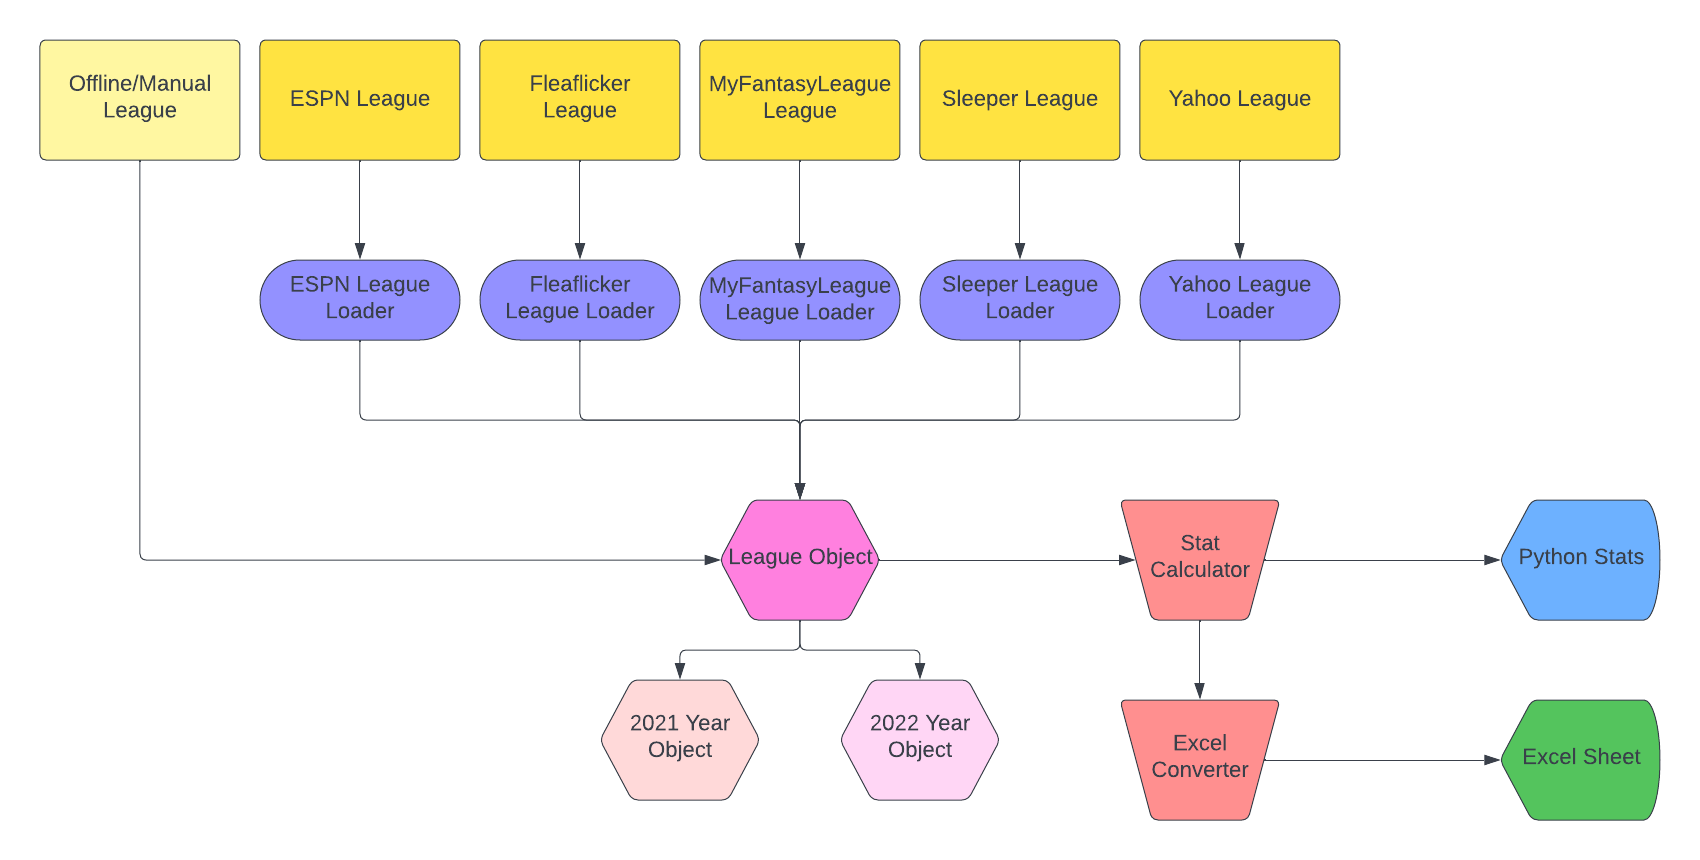 Offline/Manual
League
ESPN League
Fleaflicker
League
MyFantasyLeague
League
Sleeper League
Yahoo League
ESPN League
Loader
Fleaflicker
League Loader
MyFantasyLeague
League Loader
Sleeper League
Loader
Yahoo League
Loader
League Object
Stat
Calculator
Python Stats
2021 Year
Object
2022 Year
Object
Excel
Converter
Excel Sheet